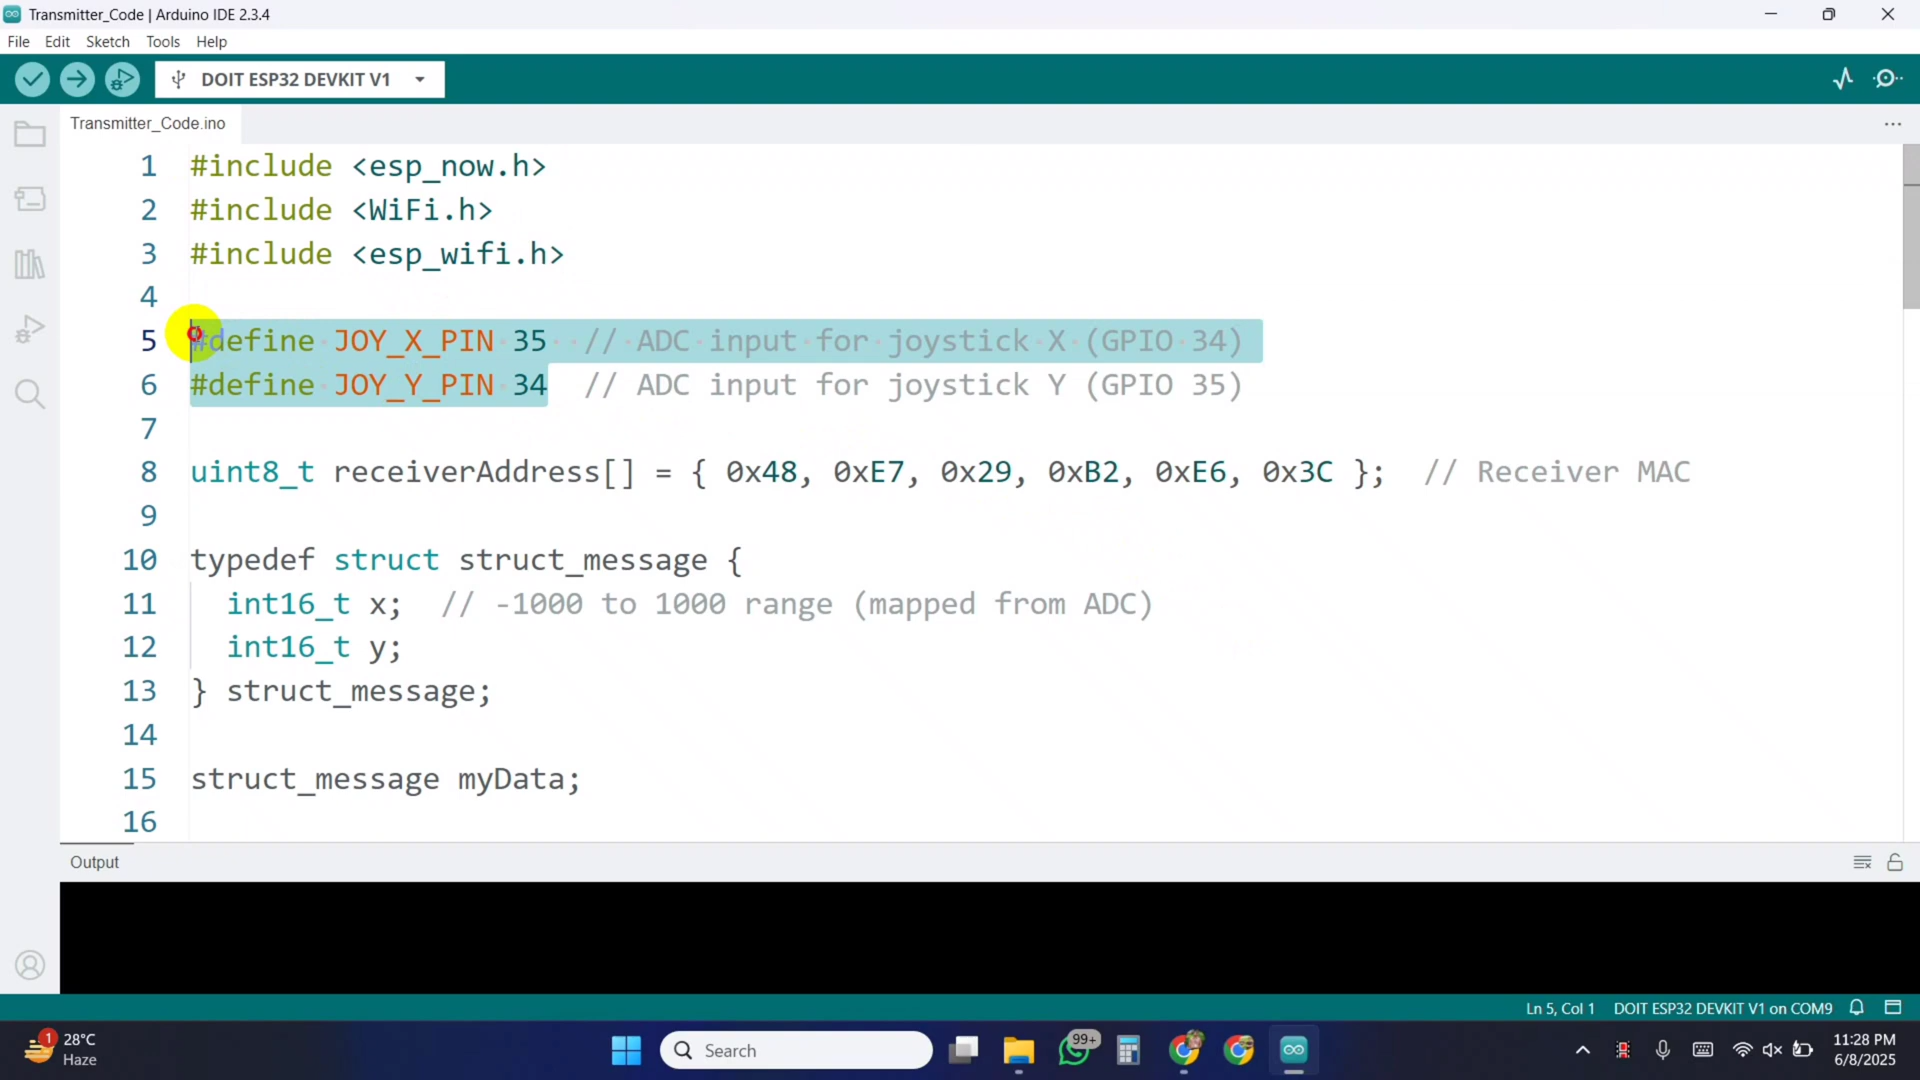 Transmitter_Code | Arduino IDE 2.3.4
File Edit Sketch Tools Help
DOIT ESP32 DEVKIT V1
Transmitter_Code.ino
1 #include <esp_now.h>
2 #include <WiFi.h>
3 #include <esp_wifi.h>
4
5 #define JOY_X_PIN 35 // ADC input for joystick X (GPIO 34)
6 #define JOY_Y_PIN 34 // ADC input for joystick Y (GPIO 35)
7
8 uint8_t receiverAddress[] = { 0x48, 0xE7, 0x29, 0xB2, 0xE6, 0x3C }; // Receiver MAC
9
10 typedef struct struct_message {
11 int16_t x; // -1000 to 1000 range (mapped from ADC)
12 int16_t y;
13 } struct_message;
14
15 struct_message myData;
16
Output
Ln 5, Col 1 DOIT ESP32 DEVKIT V1 on COM9
1 28°C
Haze
Search
99+
11:28 PM
6/8/2025